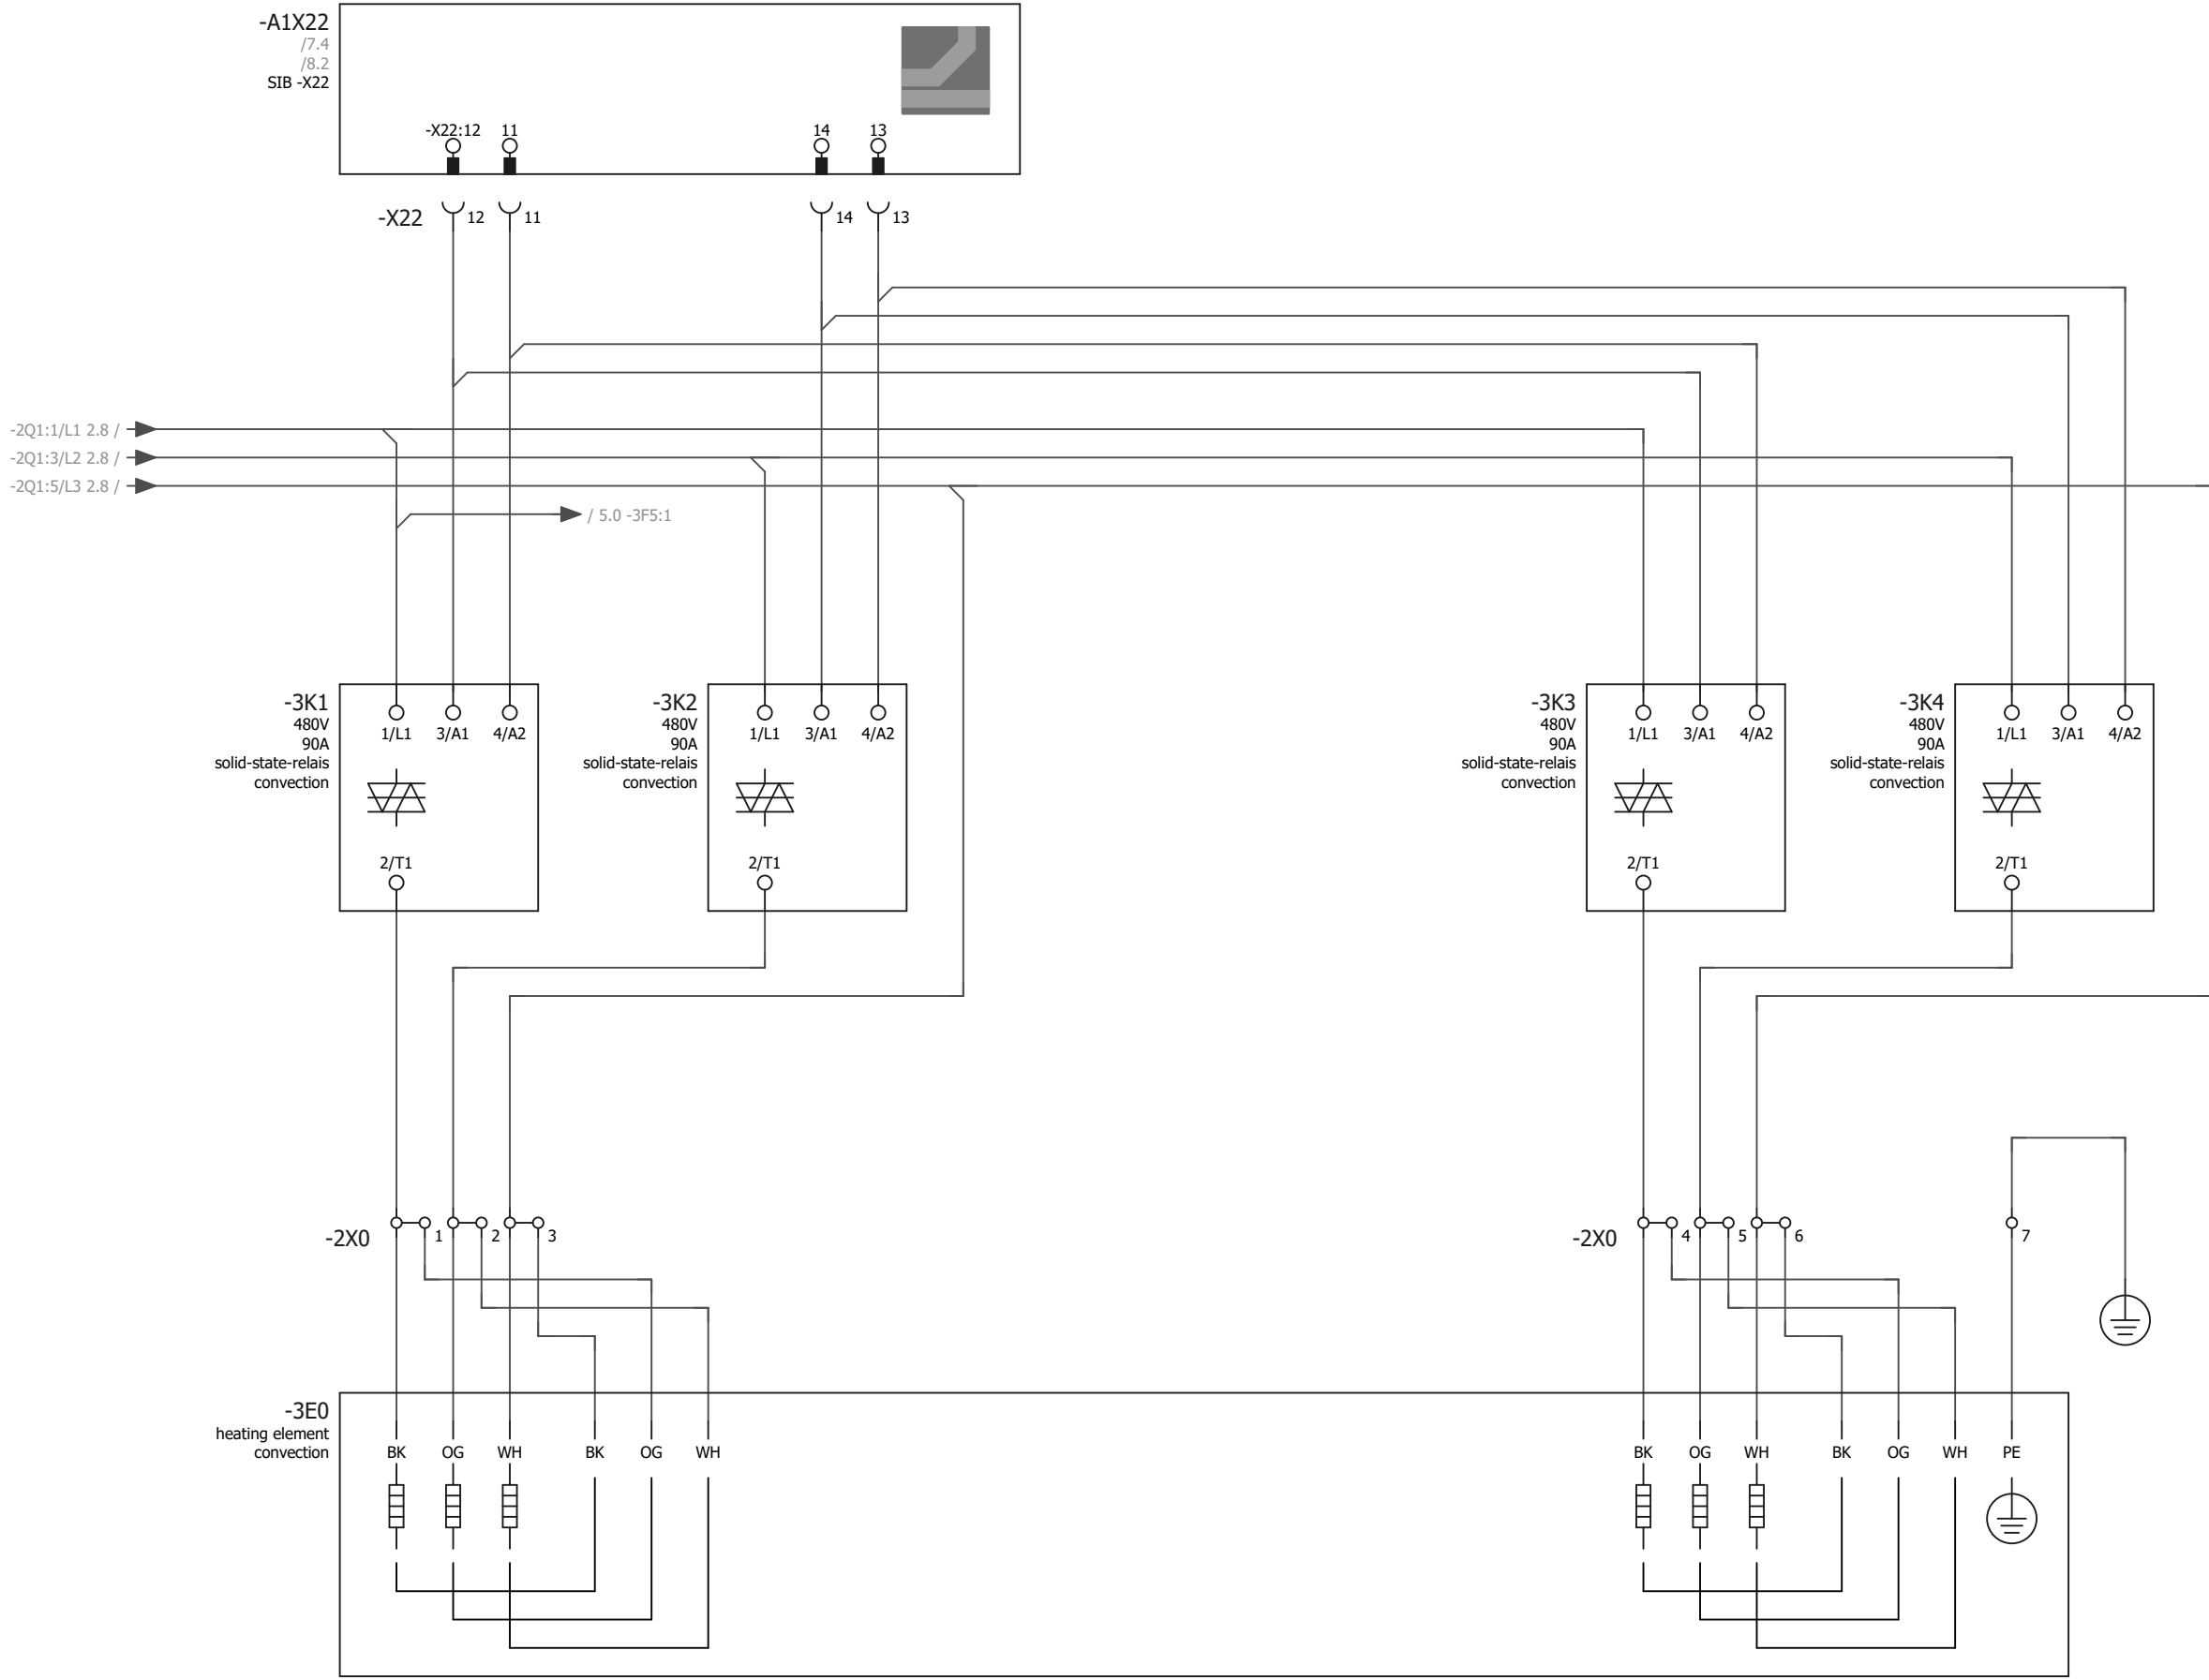 -A1X22
/7.4
/8.2
SIB -X22
-X22:12 11 14 13
-X22 12 11 14 13
-2Q1:1/L1 2.8 /
-2Q1:3/L2 2.8 /
-2Q1:5/L3 2.8 /
/ 5.0 -3F5:1
-3K1
480V
90A
solid-state-relais
convection
1/L1 3/A1 4/A2
2/T1
-3K2
480V
90A
solid-state-relais
convection
1/L1 3/A1 4/A2
2/T1
-3K3
480V
90A
solid-state-relais
convection
1/L1 3/A1 4/A2
2/T1
-3K4
480V
90A
solid-state-relais
convection
1/L1 3/A1 4/A2
2/T1
-2X0 1 2 3
-2X0 4 5 6 7
-3E0
heating element
convection
BK OG WH BK OG WH
BK OG WH BK OG WH PE